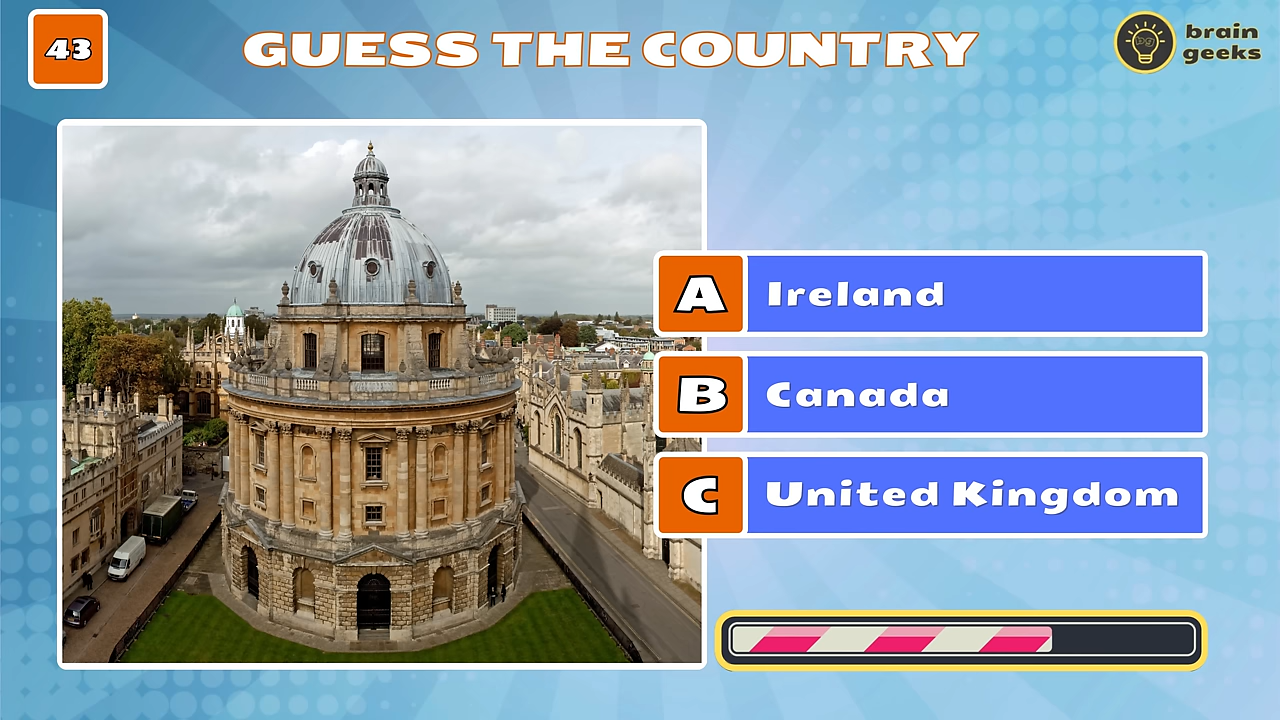 43
GUESS THE COUNTRY
brain
geeks
A
Ireland
B
Canada
C
United Kingdom